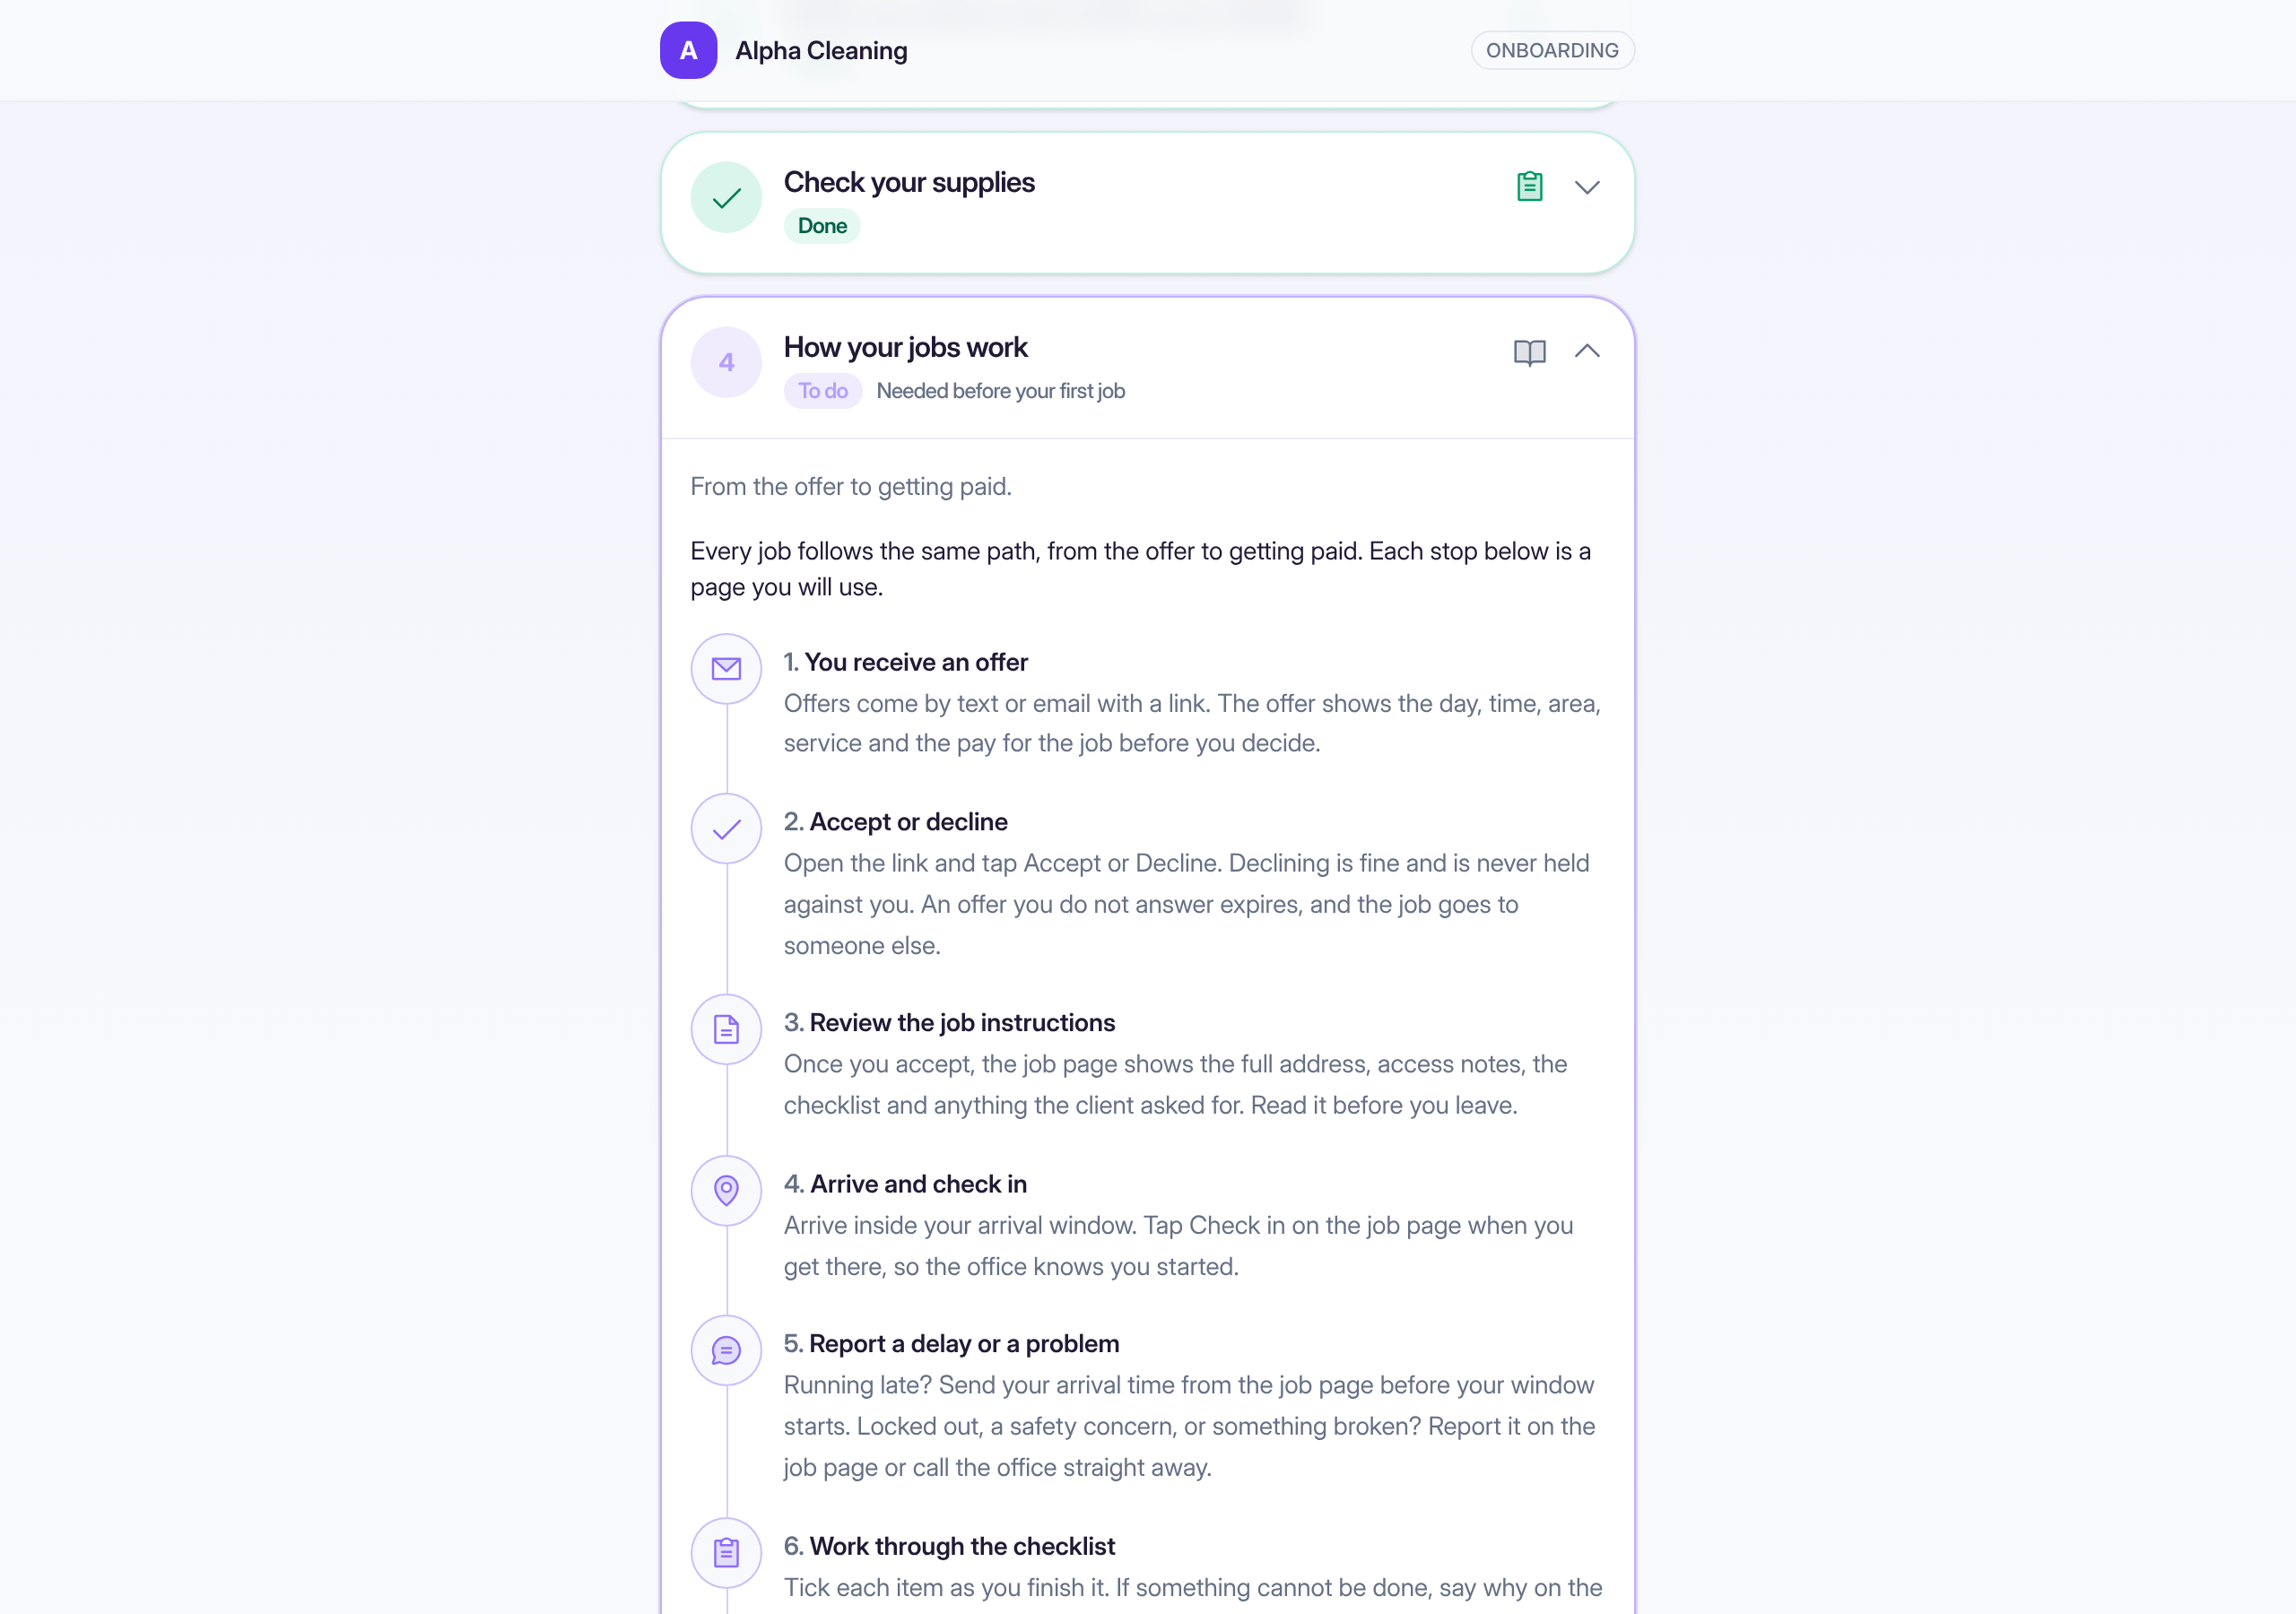 A
Alpha Cleaning
ONBOARDING
Check your supplies
Done
4
How your jobs work
To do
Needed before your first job
From the offer to getting paid.
Every job follows the same path, from the offer to getting paid. Each stop below is a
page you will use.
1. You receive an offer
Offers come by text or email with a link. The offer shows the day, time, area,
service and the pay for the job before you decide.
2. Accept or decline
Open the link and tap Accept or Decline. Declining is fine and is never held
against you. An offer you do not answer expires, and the job goes to
someone else.
3. Review the job instructions
Once you accept, the job page shows the full address, access notes, the
checklist and anything the client asked for. Read it before you leave.
4. Arrive and check in
Arrive inside your arrival window. Tap Check in on the job page when you
get there, so the office knows you started.
5. Report a delay or a problem
Running late? Send your arrival time from the job page before your window
starts. Locked out, a safety concern, or something broken? Report it on the
job page or call the office straight away.
6. Work through the checklist
Tick each item as you finish it. If something cannot be done, say why on the